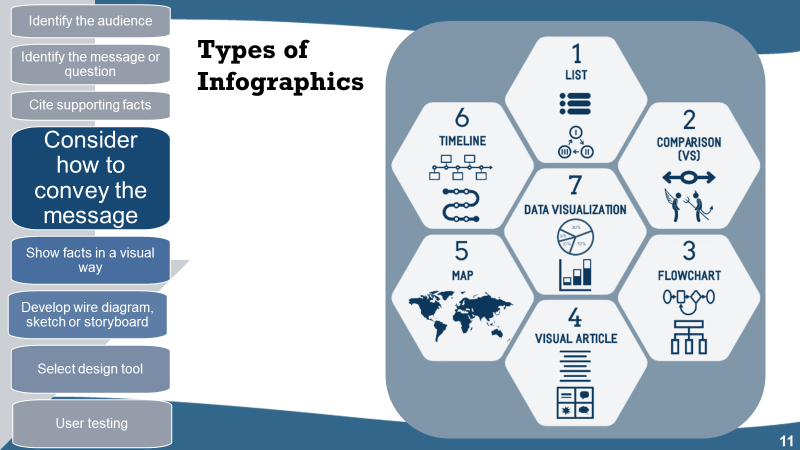 Identify the audience
Identify the message or
question
Cite supporting facts
Consider
how to
convey the
message
Show facts in a visual
way
Develop wire diagram,
sketch or storyboard
Select design tool
User testing
Types of
Infographics
1
LIST
I
III
II
2
COMPARISON
(VS)
3
FLOWCHART
4
VISUAL ARTICLE
5
MAP
6
TIMELINE
7
DATA VISUALIZATION
11